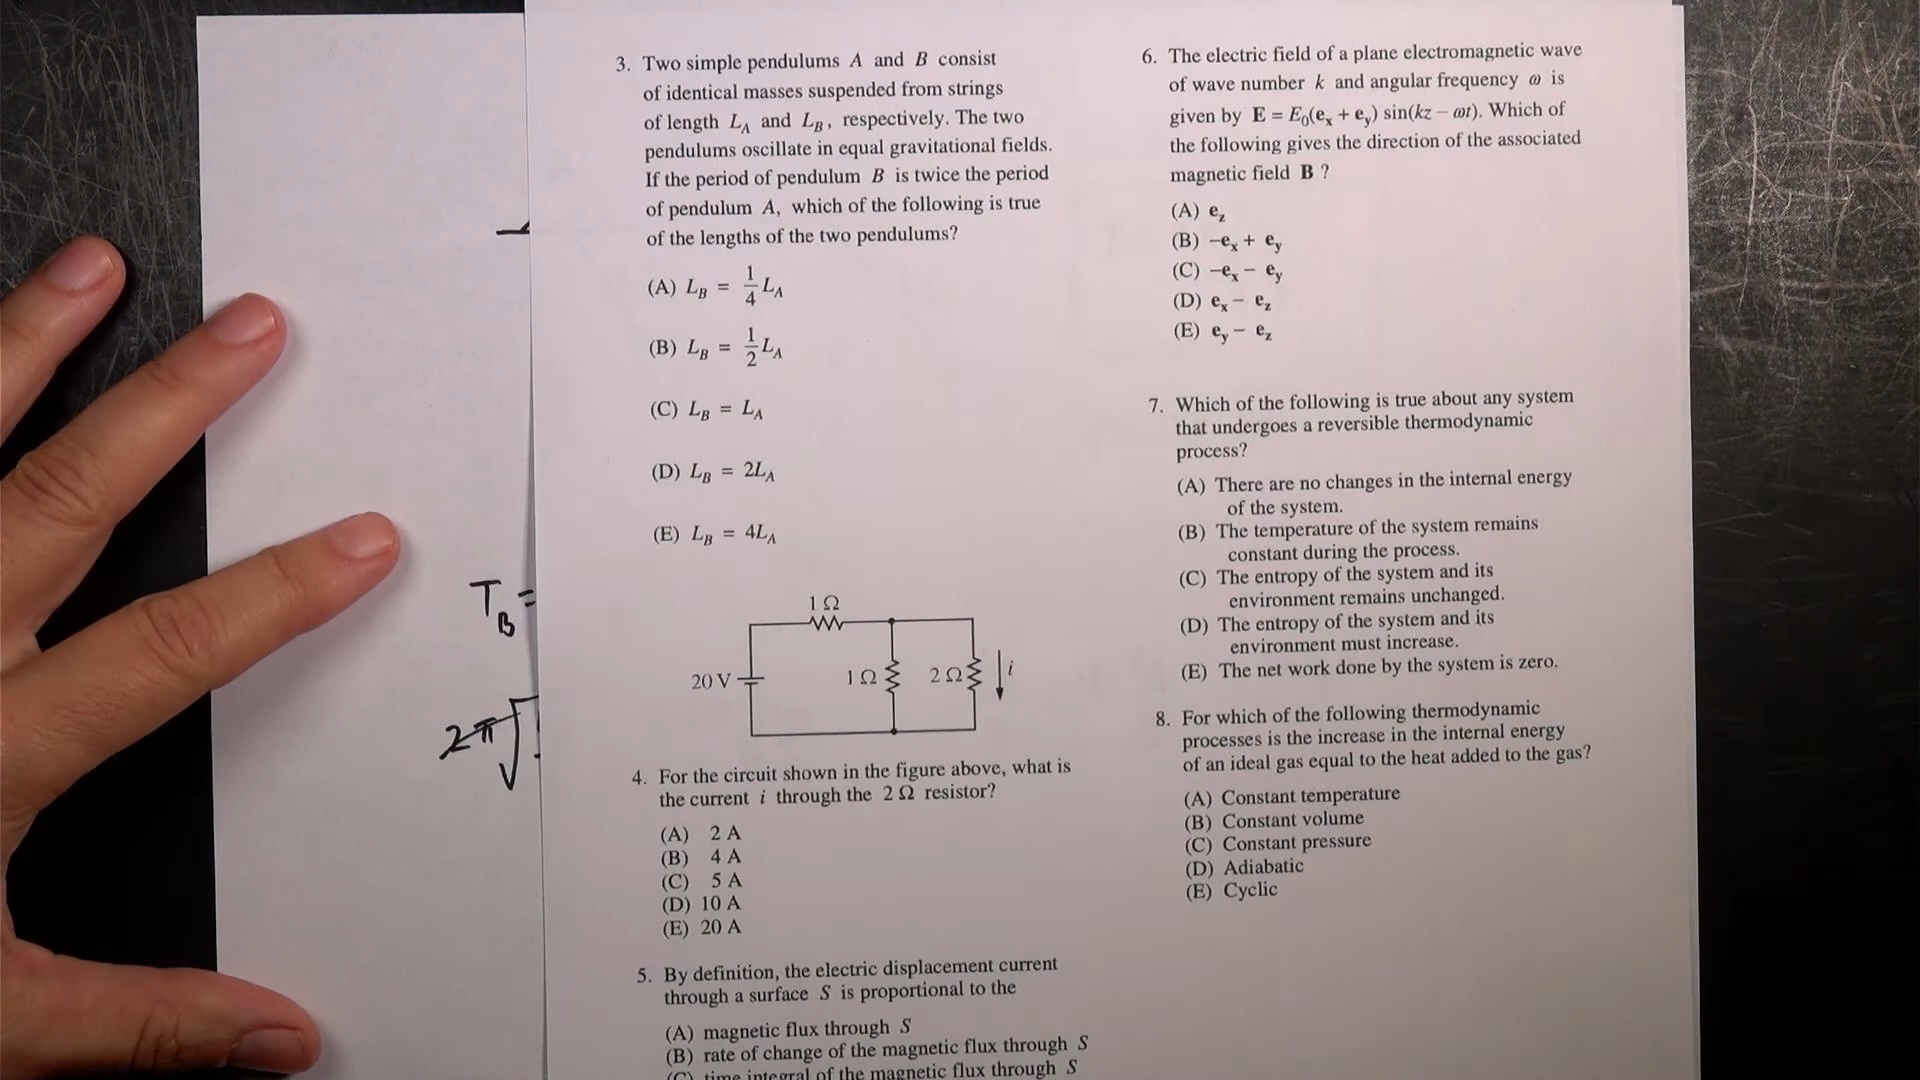 3. Two simple pendulums A and B consist
of identical masses suspended from strings
of length L_A and L_B, respectively. The two
pendulums oscillate in equal gravitational fields.
If the period of pendulum B is twice the period
of pendulum A, which of the following is true
of the lengths of the two pendulums?
(A) L_B = 1/4 L_A
(B) L_B = 1/2 L_A
(C) L_B = L_A
(D) L_B = 2L_A
(E) L_B = 4L_A
1 Ω
20 V
1 Ω
2 Ω
i
4. For the circuit shown in the figure above, what is
the current i through the 2 Ω resistor?
(A) 2 A
(B) 4 A
(C) 5 A
(D) 10 A
(E) 20 A
5. By definition, the electric displacement current
through a surface S is proportional to the
(A) magnetic flux through S
(B) rate of change of the magnetic flux through S
(C) time integral of the magnetic flux through S
6. The electric field of a plane electromagnetic wave
of wave number k and angular frequency ω is
given by E = E₀(e_x + e_y) sin(kz − ωt). Which of
the following gives the direction of the associated
magnetic field B ?
(A) e_z
(B) −e_x + e_y
(C) −e_x − e_y
(D) e_x − e_z
(E) e_y − e_z
7. Which of the following is true about any system
that undergoes a reversible thermodynamic
process?
(A) There are no changes in the internal energy
of the system.
(B) The temperature of the system remains
constant during the process.
(C) The entropy of the system and its
environment remains unchanged.
(D) The entropy of the system and its
environment must increase.
(E) The net work done by the system is zero.
8. For which of the following thermodynamic
processes is the increase in the internal energy
of an ideal gas equal to the heat added to the gas?
(A) Constant temperature
(B) Constant volume
(C) Constant pressure
(D) Adiabatic
(E) Cyclic
T_B =
2π√